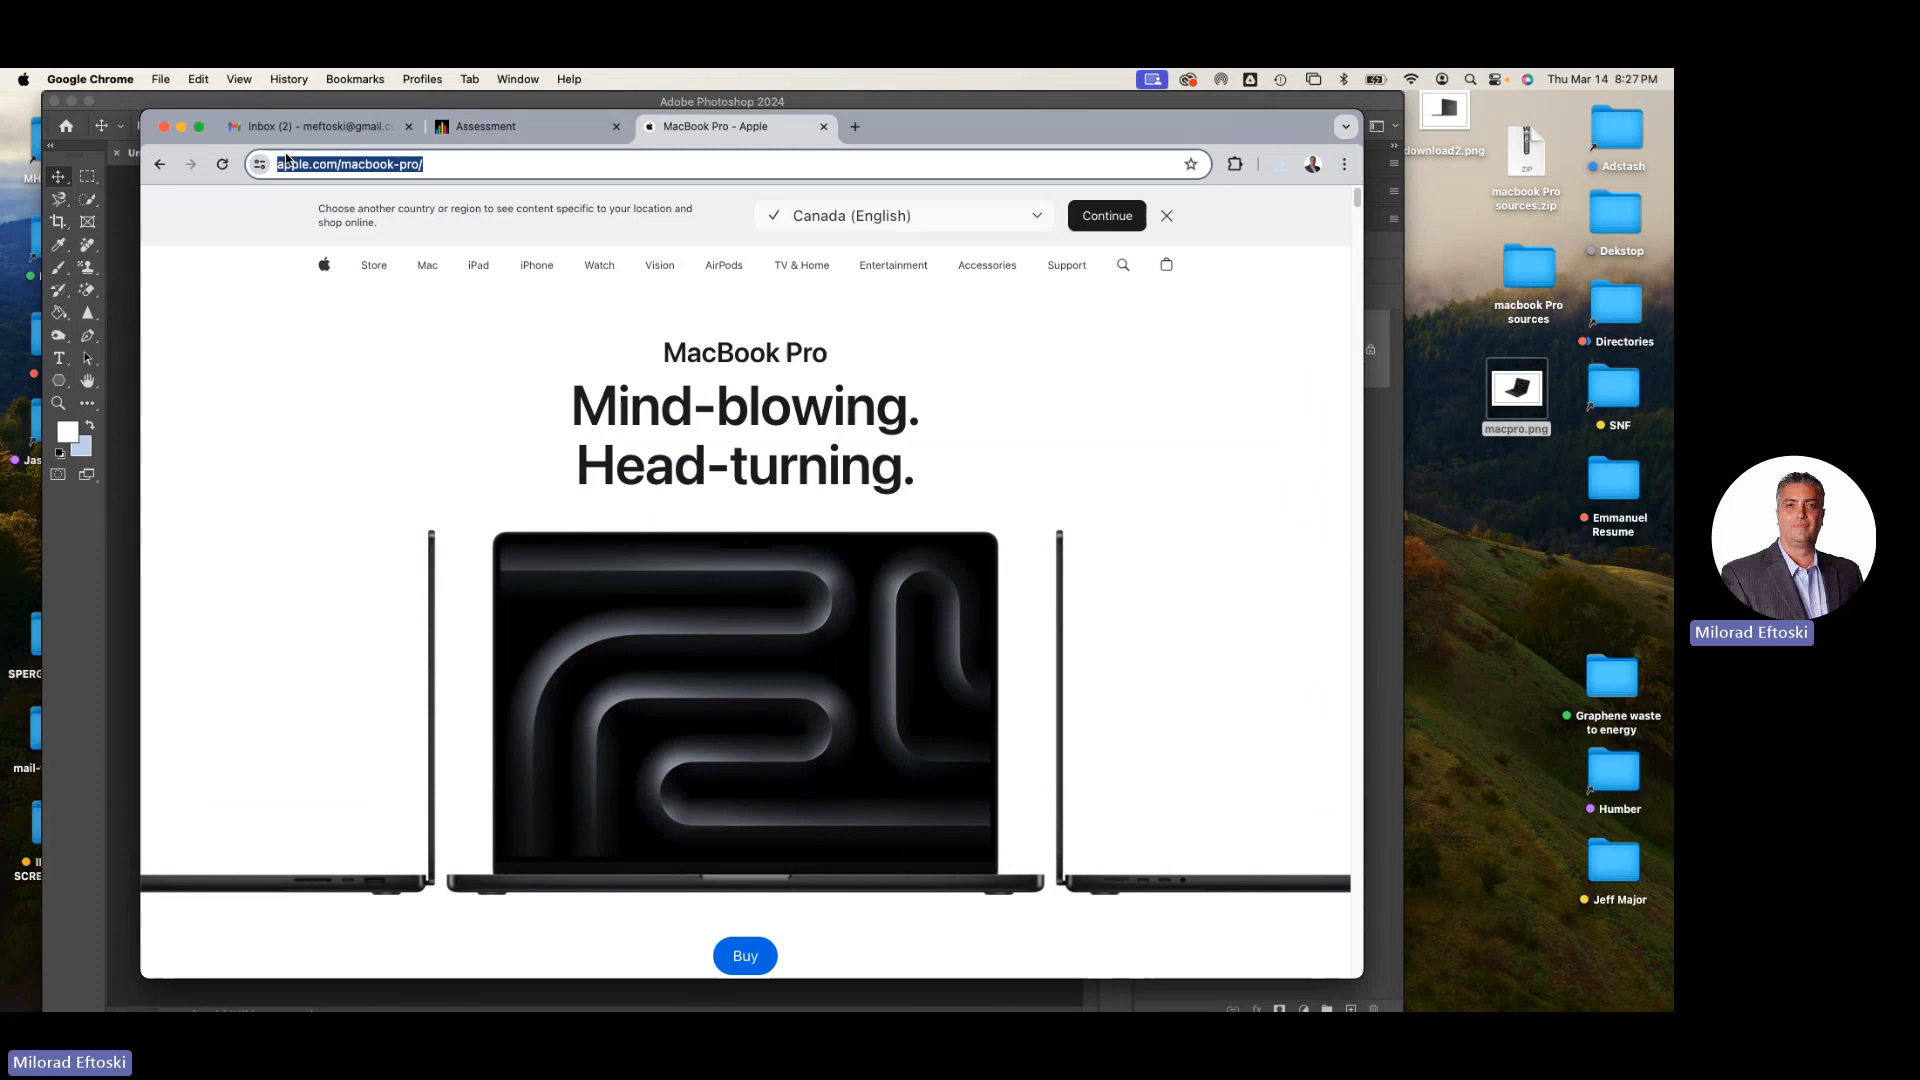 Google Chrome File Edit View History Bookmarks Profiles Tab Window Help
Thu Mar 14 8:27 PM
Adobe Photoshop 2024
Inbox (2) - meftoski@gmail.c
Assessment
MacBook Pro - Apple
Un
apple.com/macbook-pro/
Choose another country or region to see content specific to your location and
shop online.
Canada (English)
Continue
Store Mac iPad iPhone Watch Vision AirPods TV & Home Entertainment Accessories Support
MacBook Pro
Mind-blowing.
Head-turning.
Buy
MH
Jas
SPERG
mail-
SCRE
download2.png
ZIP
macbook Pro
sources.zip
macbook Pro
sources
macpro.png
Adstash
Dekstop
Directories
SNF
Emmanuel
Resume
Graphene waste
to energy
Humber
Jeff Major
Milorad Eftoski
Milorad Eftoski